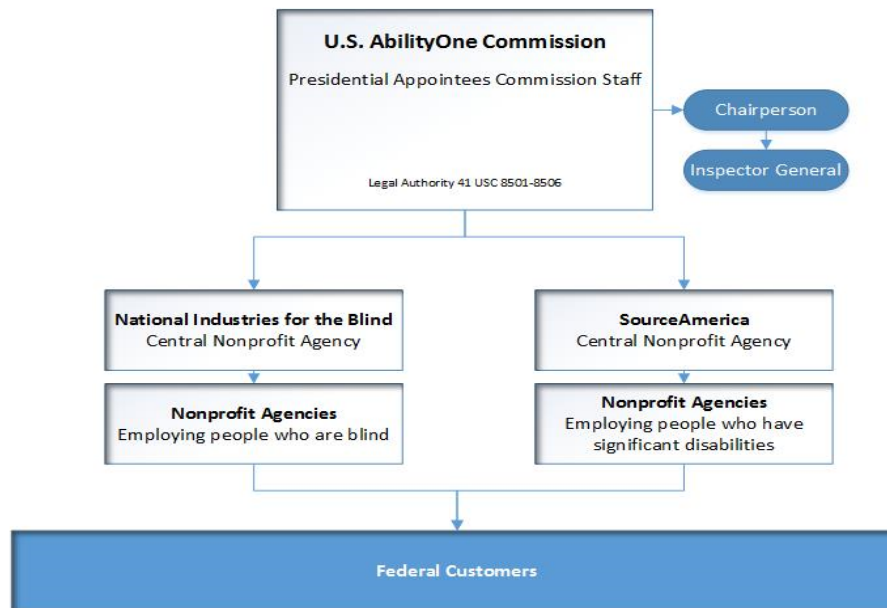 U.S. AbilityOne Commission
Presidential Appointees Commission Staff
Legal Authority 41 USC 8501-8506
Chairperson
Inspector General
National Industries for the Blind
Central Nonprofit Agency
SourceAmerica
Central Nonprofit Agency
Nonprofit Agencies
Employing people who are blind
Nonprofit Agencies
Employing people who have
significant disabilities
Federal Customers